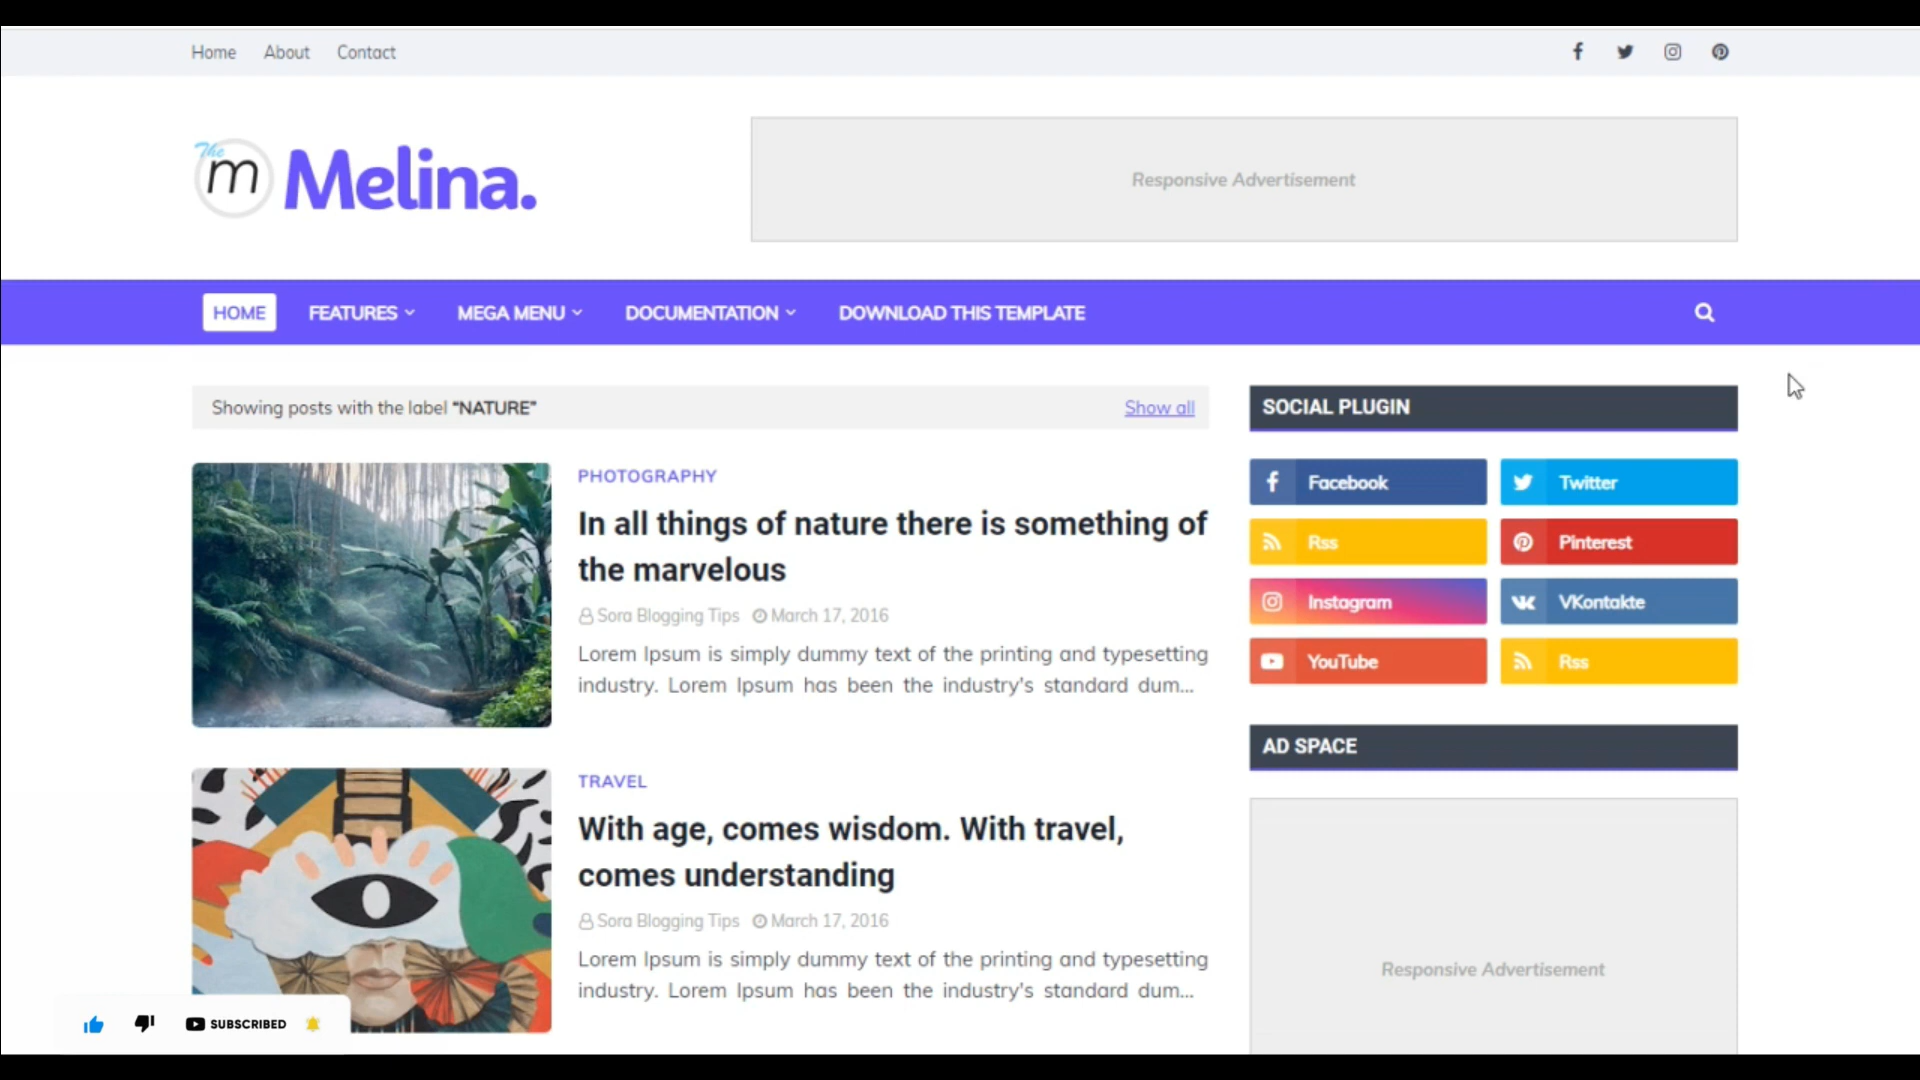 Home About Contact
The m Melina.
Responsive Advertisement
HOME FEATURES MEGA MENU DOCUMENTATION DOWNLOAD THIS TEMPLATE
Showing posts with the label “NATURE” Show all
PHOTOGRAPHY
In all things of nature there is something of
the marvelous
Sora Blogging Tips March 17, 2016
Lorem Ipsum is simply dummy text of the printing and typesetting
industry. Lorem Ipsum has been the industry's standard dum...
TRAVEL
With age, comes wisdom. With travel,
comes understanding
Sora Blogging Tips March 17, 2016
Lorem Ipsum is simply dummy text of the printing and typesetting
industry. Lorem Ipsum has been the industry's standard dum...
SUBSCRIBED
SOCIAL PLUGIN
Facebook Twitter
Rss Pinterest
Instagram VKontakte
YouTube Rss
AD SPACE
Responsive Advertisement